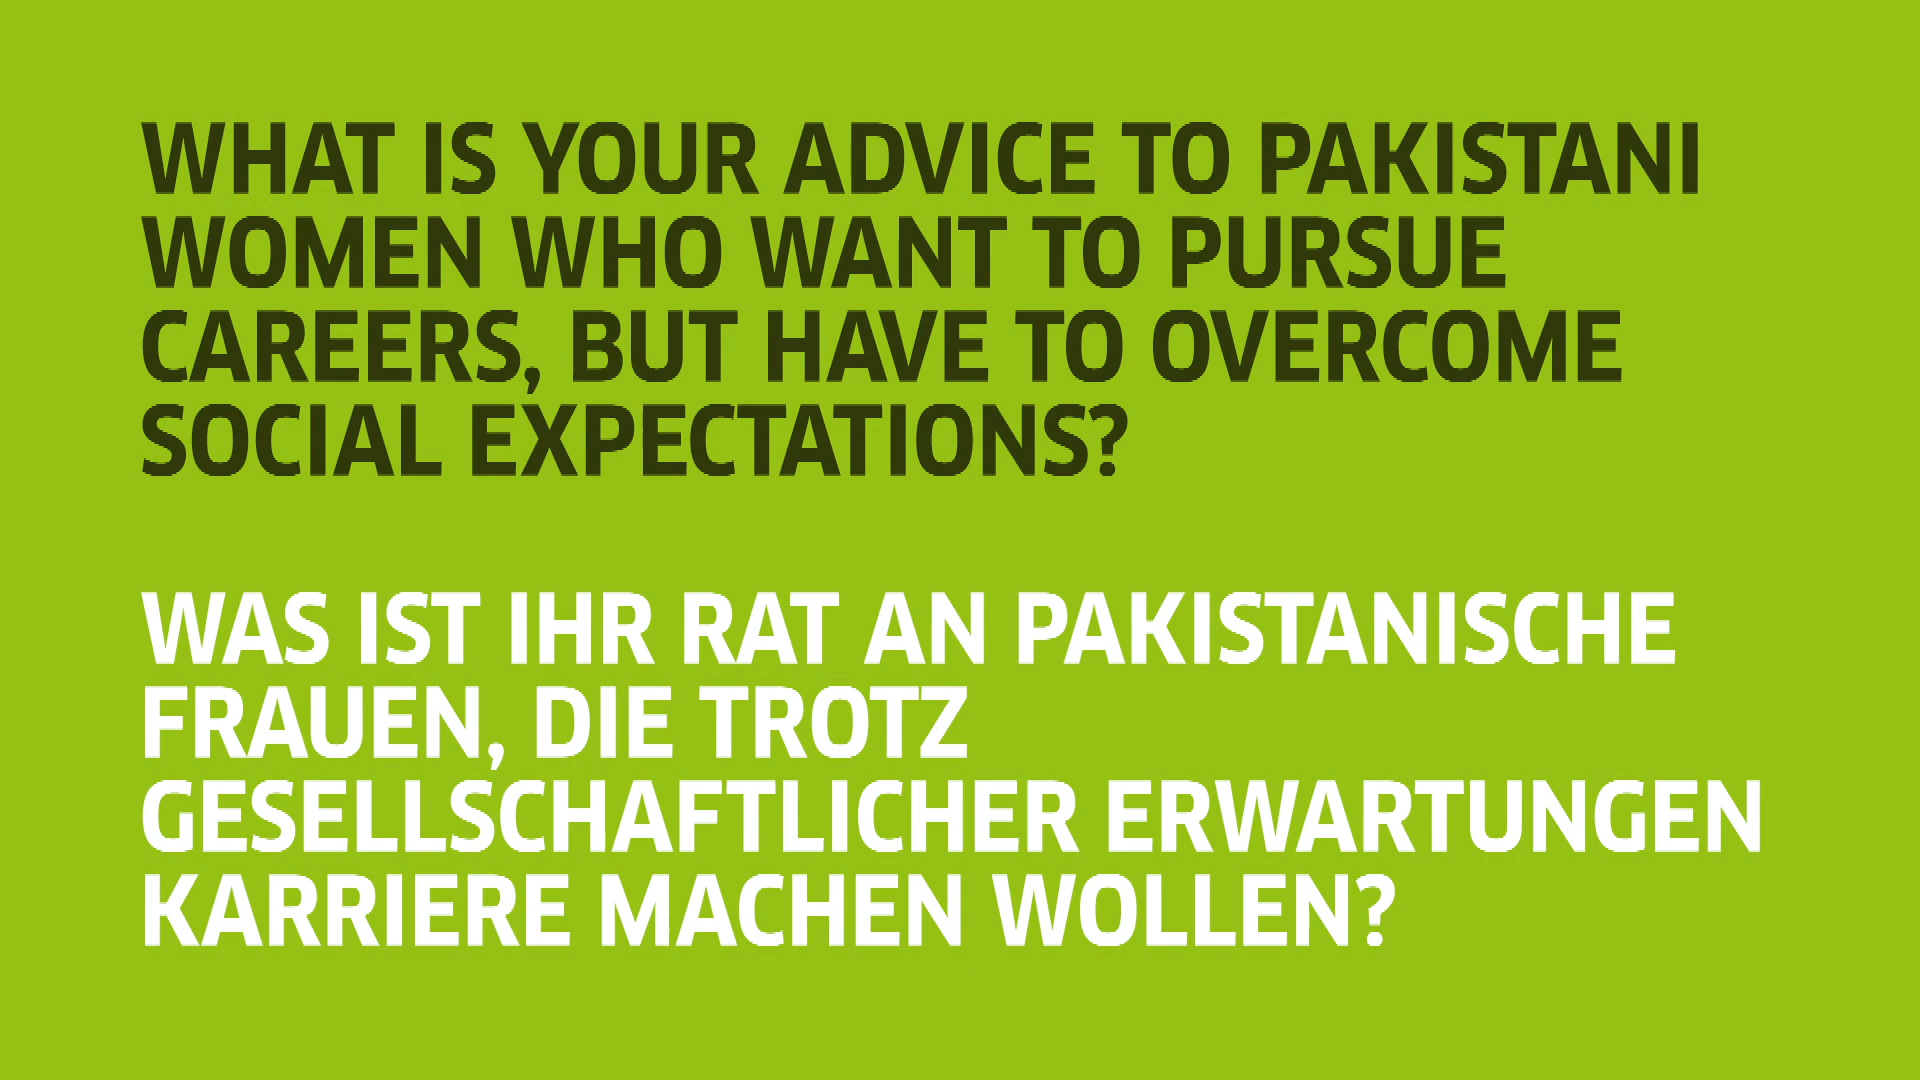 WHAT IS YOUR ADVICE TO PAKISTANI
WOMEN WHO WANT TO PURSUE
CAREERS, BUT HAVE TO OVERCOME
SOCIAL EXPECTATIONS?
WAS IST IHR RAT AN PAKISTANISCHE
FRAUEN, DIE TROTZ
GESELLSCHAFTLICHER ERWARTUNGEN
KARRIERE MACHEN WOLLEN?